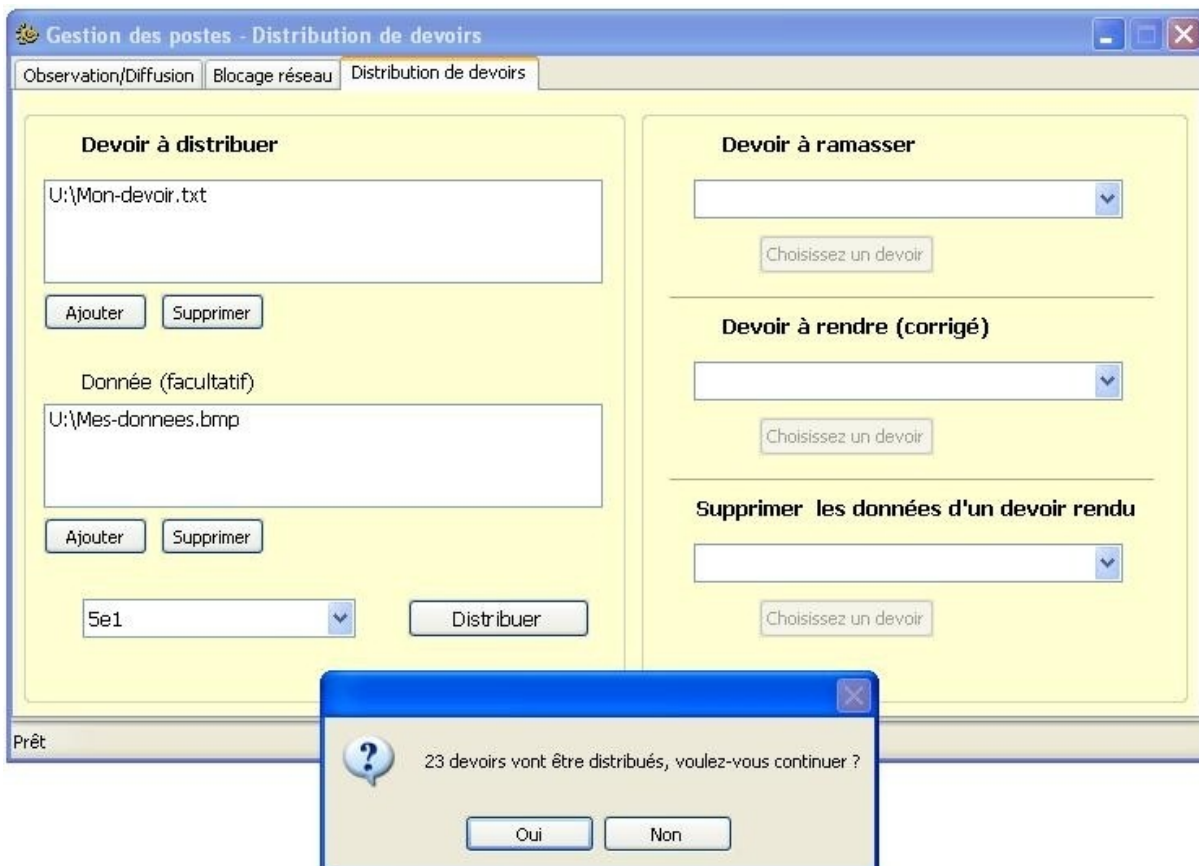 Gestion des postes - Distribution de devoirs
Observation/Diffusion Blocage réseau Distribution de devoirs
Devoir à distribuer
U:\Mon-devoir.txt
Ajouter Supprimer
Donnée (facultatif)
U:\Mes-donnees.bmp
Ajouter Supprimer
5e1 Distribuer
Devoir à ramasser
Choisissez un devoir
Devoir à rendre (corrigé)
Choisissez un devoir
Supprimer les données d'un devoir rendu
Choisissez un devoir
Prêt
23 devoirs vont être distribués, voulez-vous continuer ?
Oui Non